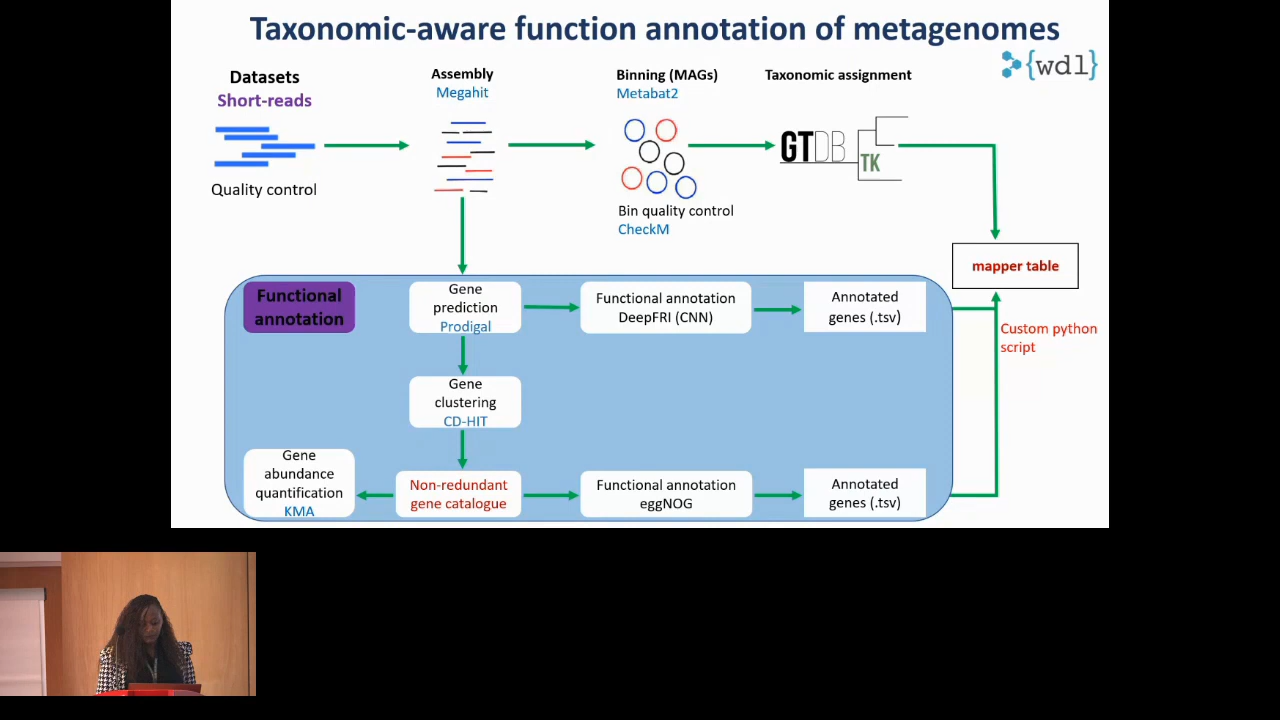 Taxonomic-aware function annotation of metagenomes
{wdl}
Datasets
Short-reads
Quality control
Assembly
Megahit
Binning (MAGs)
Metabat2
Bin quality control
CheckM
Taxonomic assignment
GTDB
TK
mapper table
Custom python
script
Functional
annotation
Gene
prediction
Prodigal
Functional annotation
DeepFRI (CNN)
Annotated
genes (.tsv)
Gene
clustering
CD-HIT
Gene
abundance
quantification
KMA
Non-redundant
gene catalogue
Functional annotation
eggNOG
Annotated
genes (.tsv)